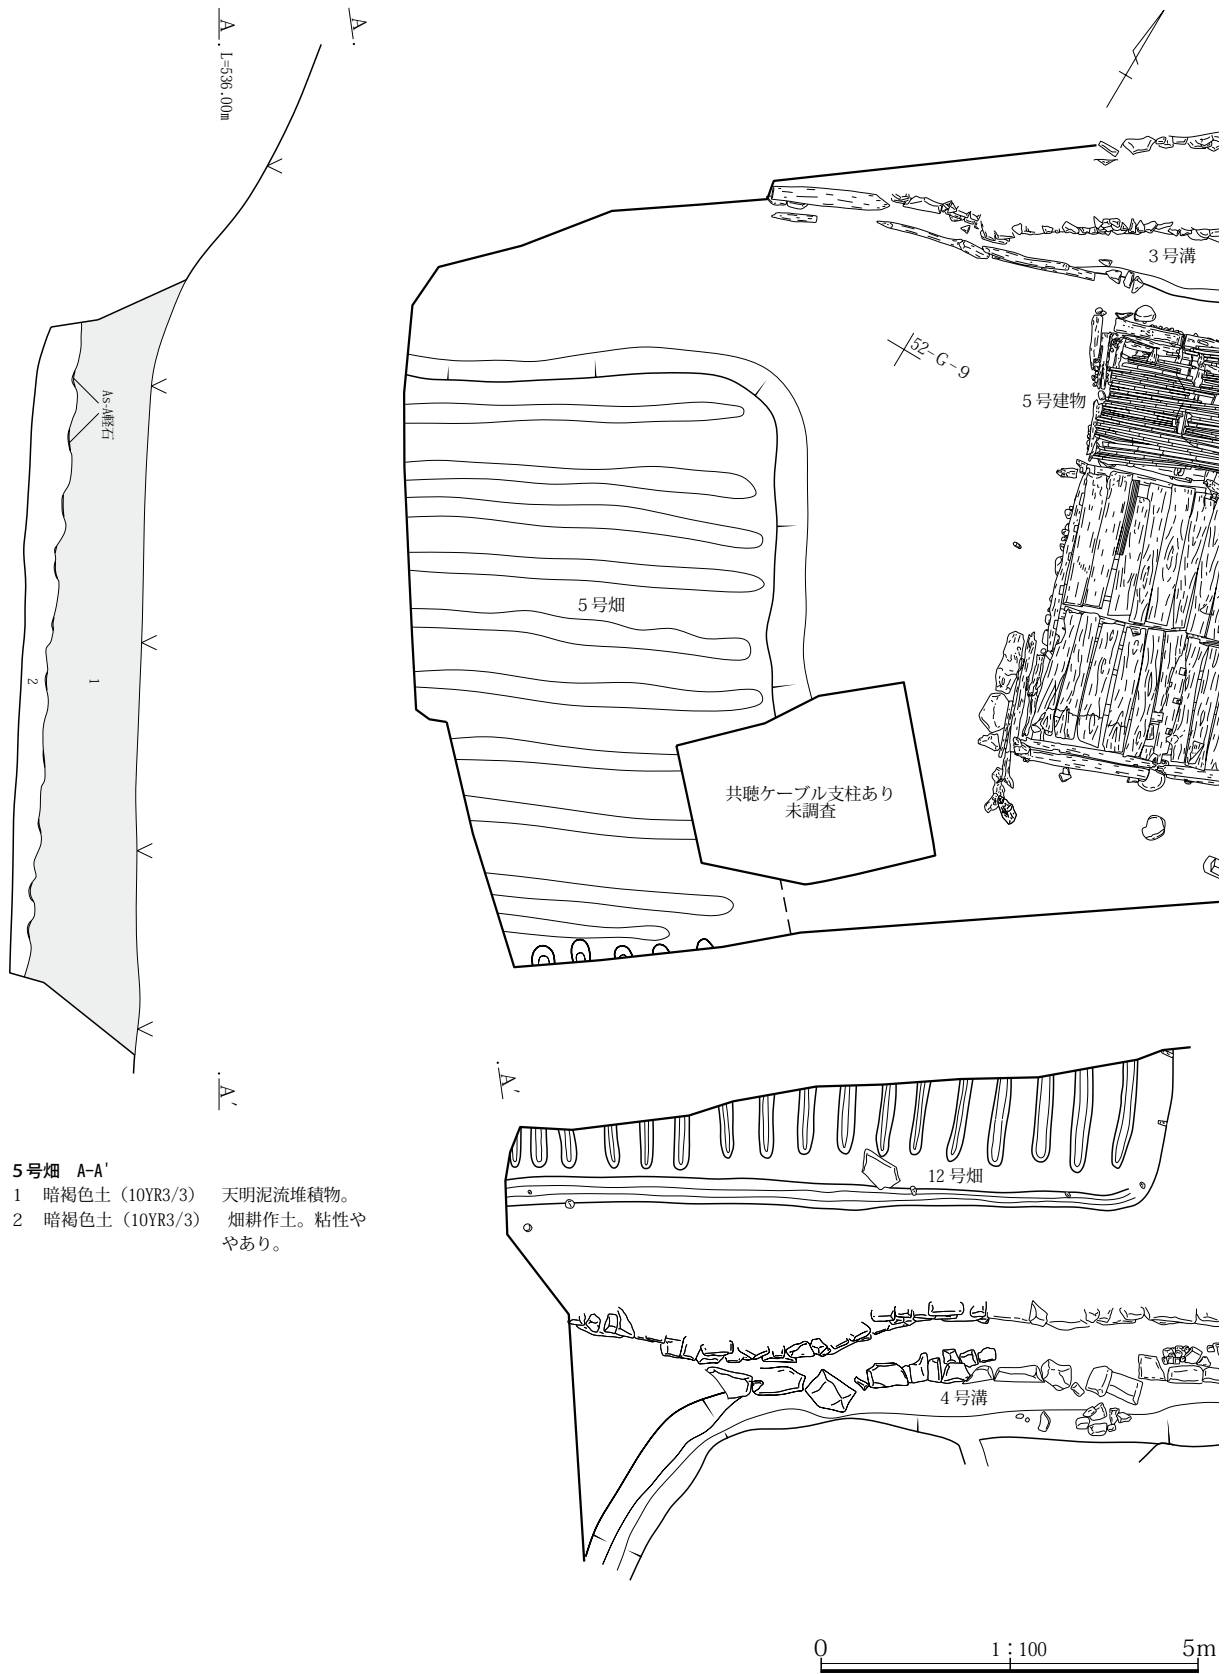 A
A
L=536.00m
3号溝
52-G-9
5号建物
As-A軽石
5号畑
1
2
共聴ケーブル支柱あり
未調査
A'
A'
5号畑 A-A'
1 暗褐色土（10YR3/3） 天明泥流堆積物。
2 暗褐色土（10YR3/3） 畑耕作土。粘性や
やあり。
12号畑
4号溝
0 1：100 5m